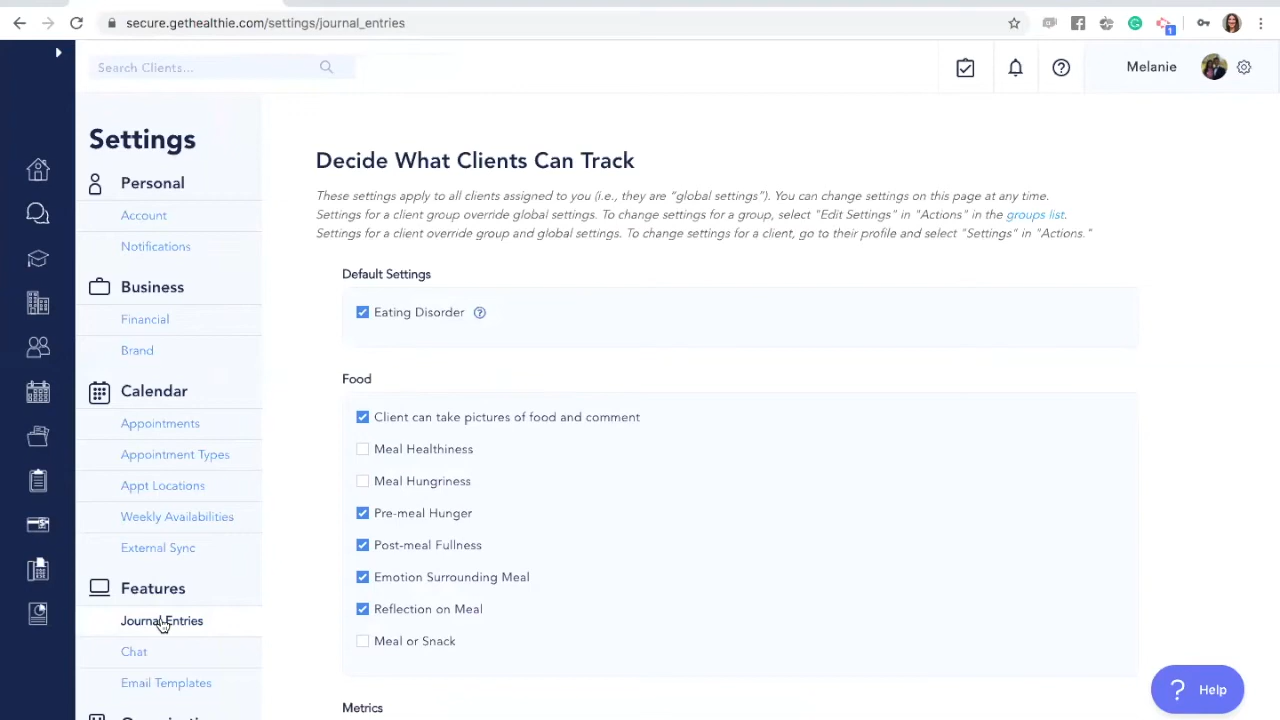 secure.gethealthie.com/settings/journal_entries
1
Search Clients...
Melanie
Settings
Personal
Account
Notifications
Business
Financial
Brand
Calendar
Appointments
Appointment Types
Appt Locations
Weekly Availabilities
External Sync
Features
Journal Entries
Chat
Email Templates
Decide What Clients Can Track
These settings apply to all clients assigned to you (i.e., they are “global settings”). You can change settings on this page at any time.
Settings for a client group override global settings. To change settings for a group, select "Edit Settings" in "Actions" in the groups list.
Settings for a client override group and global settings. To change settings for a client, go to their profile and select "Settings" in "Actions."
Default Settings
Eating Disorder ?
Food
Client can take pictures of food and comment
Meal Healthiness
Meal Hungriness
Pre-meal Hunger
Post-meal Fullness
Emotion Surrounding Meal
Reflection on Meal
Meal or Snack
Metrics
? Help